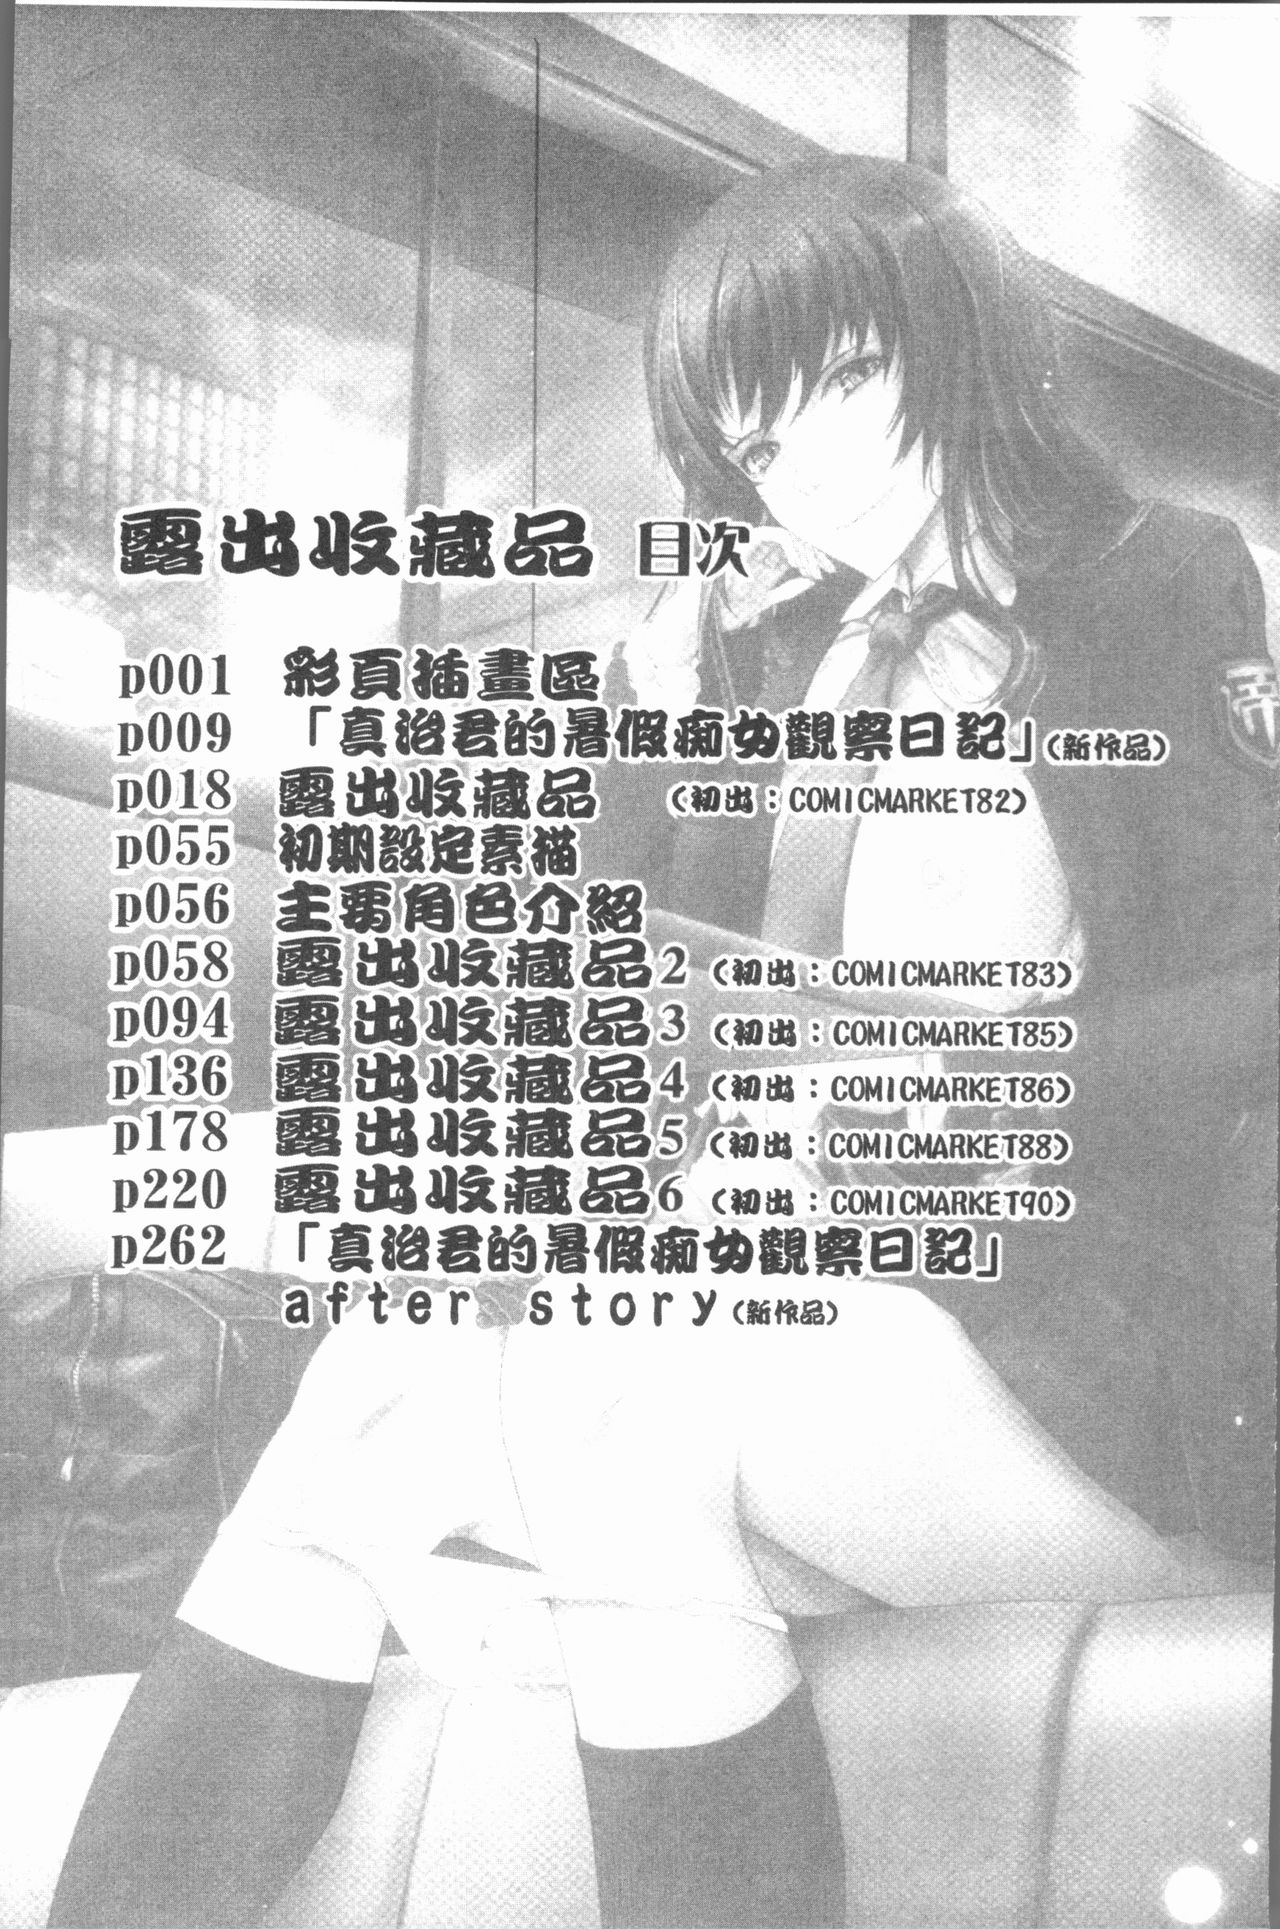 露出收藏品 目次
p001 彩頁插畫區
p009 「真治君的暑假痴女觀察日記」(新作品)
p018 露出收藏品 (初出：COMICMARKET82)
p055 初期設定素描
p056 主要角色介紹
p058 露出收藏品2 (初出：COMICMARKET83)
p094 露出收藏品3 (初出：COMICMARKET85)
p136 露出收藏品4 (初出：COMICMARKET86)
p178 露出收藏品5 (初出：COMICMARKET88)
p220 露出收藏品6 (初出：COMICMARKET90)
p262 「真治君的暑假痴女觀察日記」
after story(新作品)